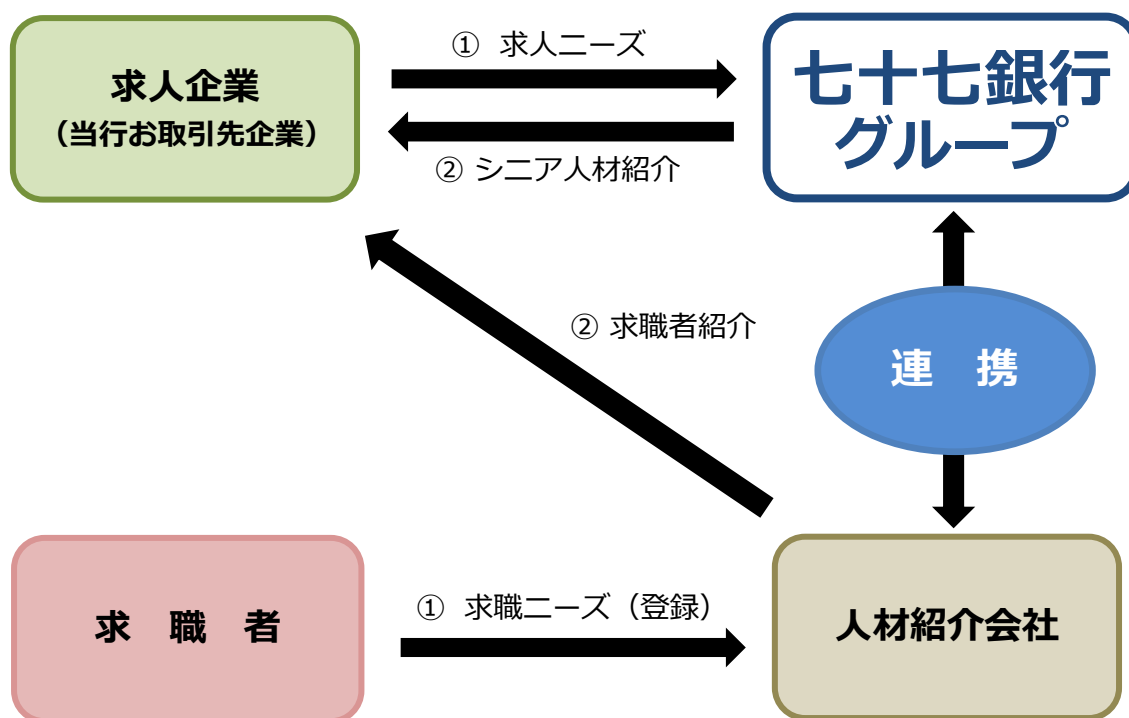 ① 求人ニーズ
求人企業
（当行お取引先企業）
七十七銀行
グループ
② シニア人材紹介
② 求職者紹介
連　携
求　職　者
① 求職ニーズ（登録）
人材紹介会社